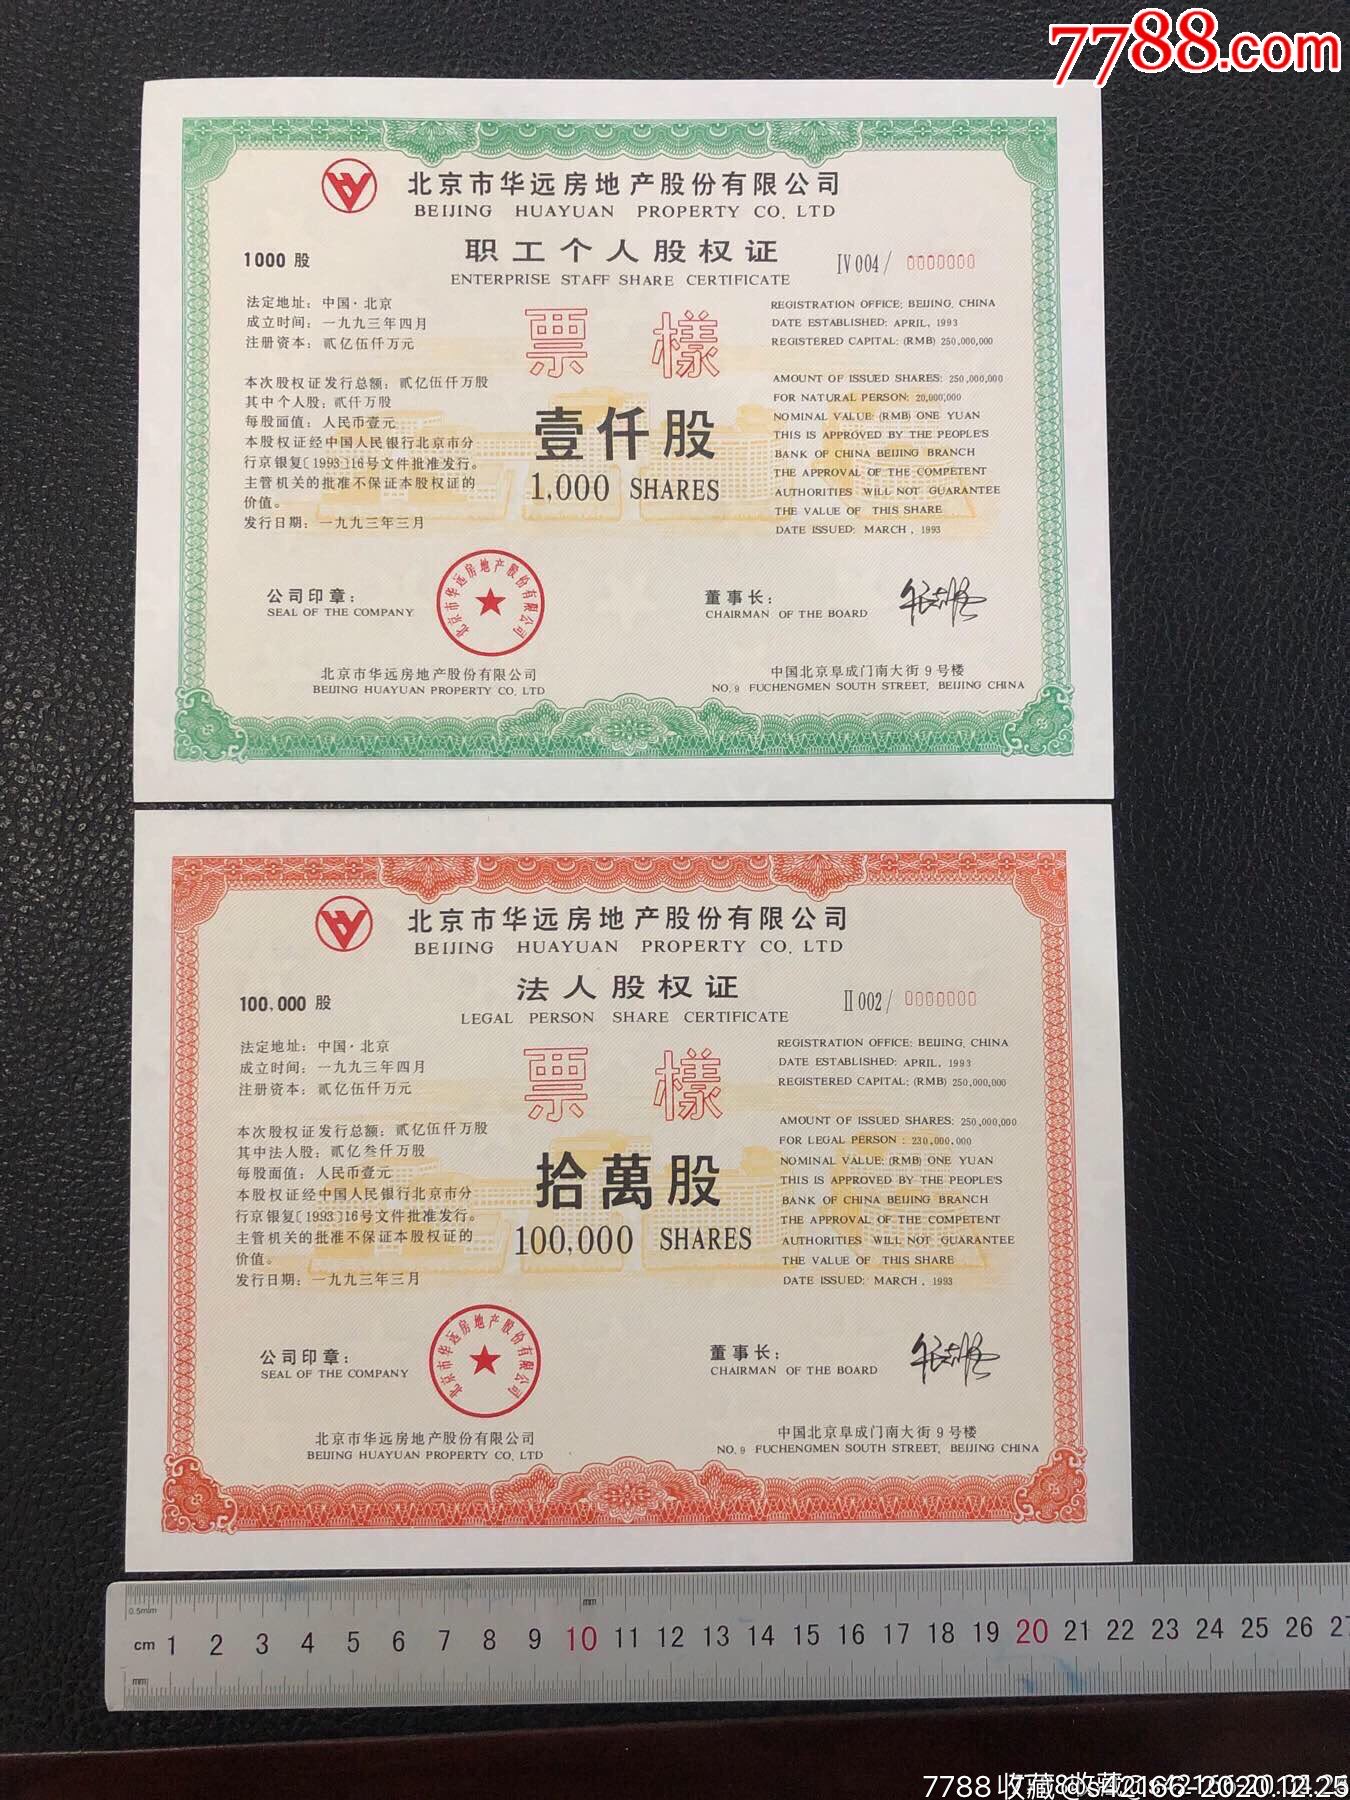 7788.com
北京市华远房地产股份有限公司
BEIJING HUAYUAN PROPERTY CO. LTD
职工个人股权证
ENTERPRISE STAFF SHARE CERTIFICATE
1000 股
IV 004 / 0000000
法定地址：中国·北京
成立时间：一九九三年四月
注册资本：贰亿伍仟万元
票樣
REGISTRATION OFFICE: BEIJING, CHINA
DATE ESTABLISHED: APRIL, 1993
REGISTERED CAPITAL: (RMB) 250,000,000
本次股权证发行总额：贰亿伍仟万股
其中个人股：贰仟万股
每股面值：人民币壹元
本股权证经中国人民银行北京市分
行京银复〔1993〕16号文件批准发行。
主管机关的批准不保证本股权证的
价值。
发行日期：一九九三年三月
壹仟股
1,000 SHARES
AMOUNT OF ISSUED SHARES: 250,000,000
FOR NATURAL PERSON: 20,000,000
NOMINAL VALUE: (RMB) ONE YUAN
THIS IS APPROVED BY THE PEOPLE'S
BANK OF CHINA BEIJING BRANCH
THE APPROVAL OF THE COMPETENT
AUTHORITIES WILL NOT GUARANTEE
THE VALUE OF THIS SHARE
DATE ISSUED: MARCH, 1993
公司印章：
SEAL OF THE COMPANY
北京市华远房地产股份有限公司
董事长：
CHAIRMAN OF THE BOARD
北京市华远房地产股份有限公司
BEIJING HUAYUAN PROPERTY CO. LTD
中国北京阜成门南大街 9 号楼
NO. 9 FUCHENGMEN SOUTH STREET, BEIJING CHINA
北京市华远房地产股份有限公司
BEIJING HUAYUAN PROPERTY CO. LTD
法人股权证
LEGAL PERSON SHARE CERTIFICATE
100,000 股
II 002 / 0000000
法定地址：中国·北京
成立时间：一九九三年四月
注册资本：贰亿伍仟万元
票樣
REGISTRATION OFFICE: BEIJING, CHINA
DATE ESTABLISHED: APRIL, 1993
REGISTERED CAPITAL: (RMB) 250,000,000
本次股权证发行总额：贰亿伍仟万股
其中法人股：贰亿叁仟万股
每股面值：人民币壹元
本股权证经中国人民银行北京市分
行京银复〔1993〕16号文件批准发行。
主管机关的批准不保证本股权证的
价值。
发行日期：一九九三年三月
拾萬股
100,000 SHARES
AMOUNT OF ISSUED SHARES: 250,000,000
FOR LEGAL PERSON : 230,000,000
NOMINAL VALUE: (RMB) ONE YUAN
THIS IS APPROVED BY THE PEOPLE'S
BANK OF CHINA BEIJING BRANCH
THE APPROVAL OF THE COMPETENT
AUTHORITIES WILL NOT GUARANTEE
THE VALUE OF THIS SHARE
DATE ISSUED: MARCH, 1993
公司印章：
SEAL OF THE COMPANY
北京市华远房地产股份有限公司
董事长：
CHAIRMAN OF THE BOARD
北京市华远房地产股份有限公司
BEIJING HUAYUAN PROPERTY CO. LTD
中国北京阜成门南大街 9 号楼
NO. 9 FUCHENGMEN SOUTH STREET, BEIJING CHINA
mm
0.5mm
cm 1 2 3 4 5 6 7 8 9 10 11 12 13 14 15 16 17 18 19 20 21 22 23 24 25 26 27
mm
7788 收藏